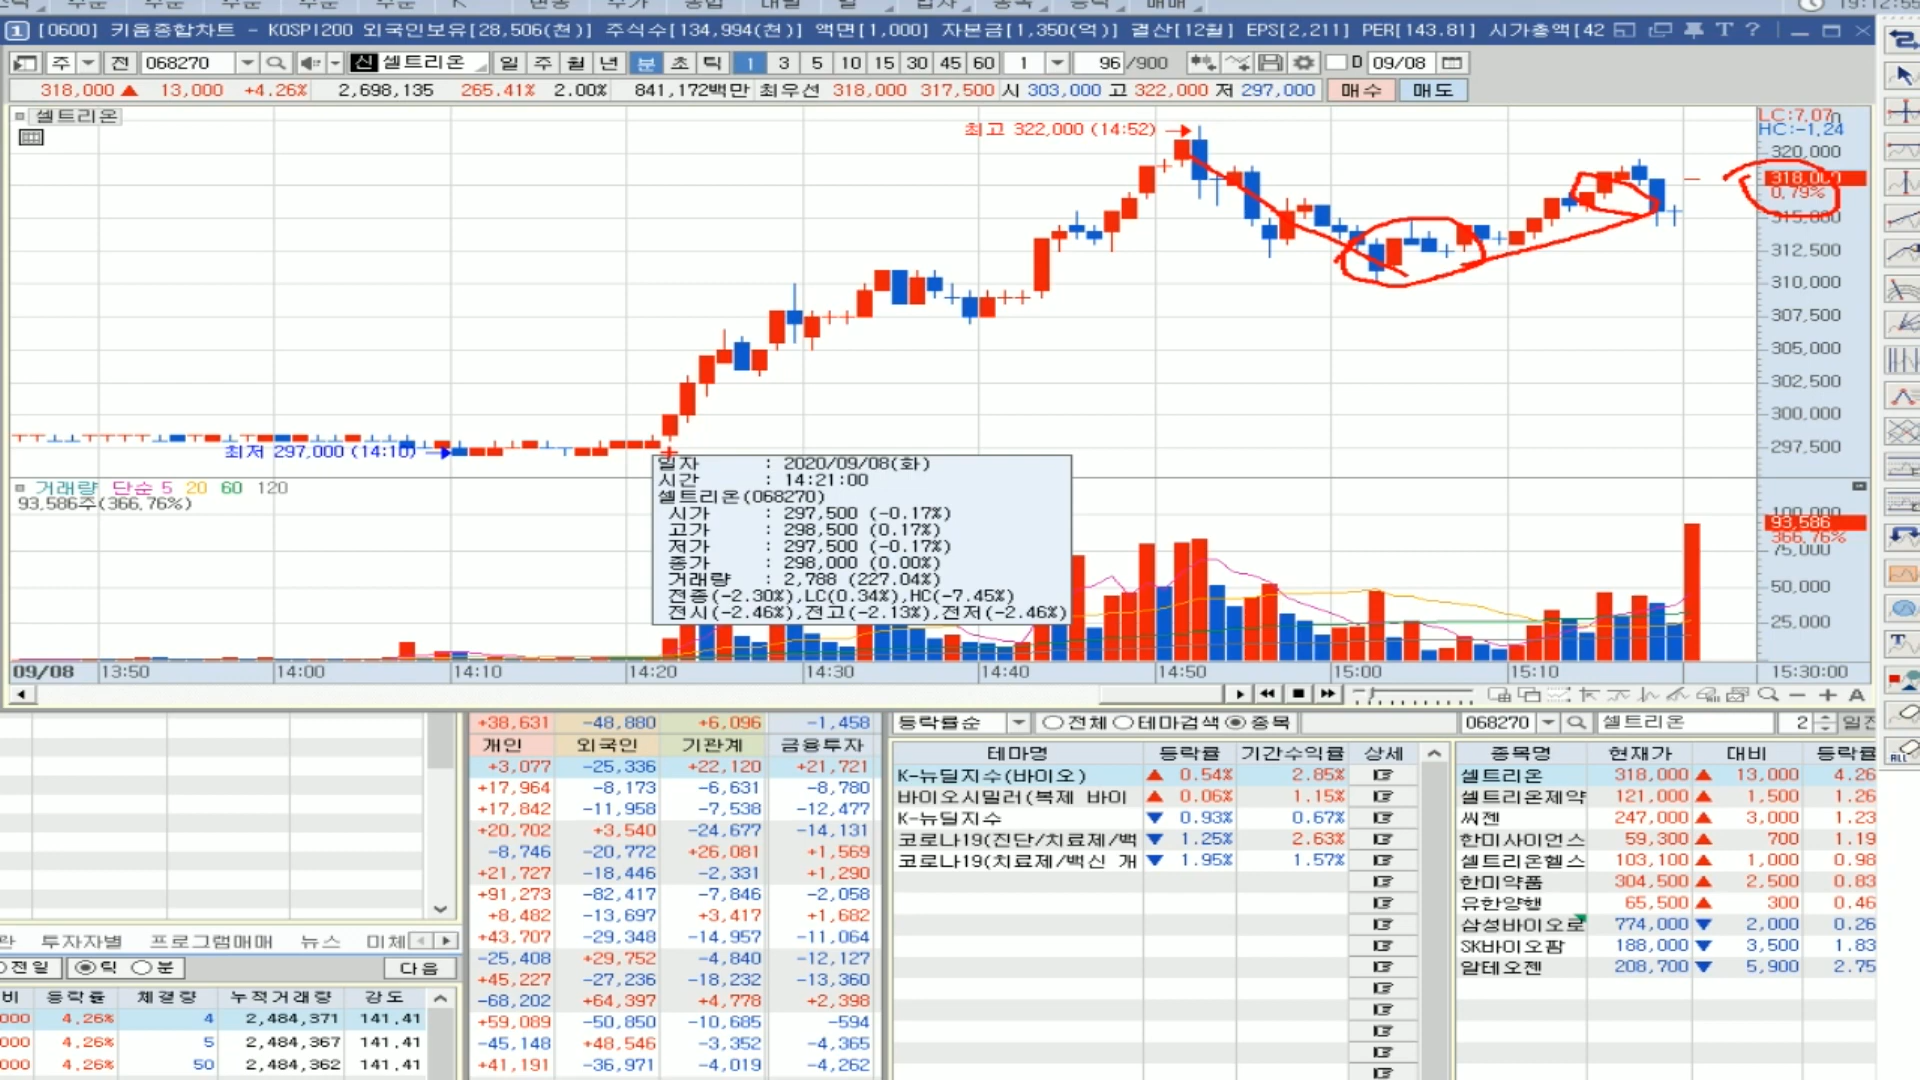 19:12:55
1 [0600] 키움종합차트 - KOSPI200 외국인보유[28,506(천)] 주식수[134,994(천)] 액면[1,000] 자본금[1,350(억)] 결산[12월] EPS[2,211] PER[143.81] 시가총액[42
주 전 068270 신 셀트리온 일 주 월 년 분 초 틱 1 3 5 10 15 30 45 60 1 96 /900 D 09/08
318,000 ▲ 13,000 +4.26% 2,698,135 265.41% 2.00% 841,172백만 최우선 318,000 317,500 시 303,000 고 322,000 저 297,000 매수 매도
셀트리온
LC:7.07
HC:-1.24
최고 322,000 (14:52)
320,000
318,000
0.79%
315,000
312,500
310,000
307,500
305,000
302,500
300,000
297,500
최저 297,000 (14:10)
거래량 단순 5 20 60 120
93,586주(366.76%)
일자 : 2020/09/08(화)
시간 : 14:21:00
셀트리온(068270)
시가 : 297,500 (-0.17%)
고가 : 298,500 (0.17%)
저가 : 297,500 (-0.17%)
종가 : 298,000 (0.00%)
거래량 : 2,788 (227.04%)
전종(-2.30%),LC(0.34%),HC(-7.45%)
전시(-2.46%),전고(-2.13%),전저(-2.46%)
100,000
93,586
366.76%
75,000
50,000
25,000
09/08 13:50 14:00 14:10 14:20 14:30 14:40 14:50 15:00 15:10 15:30:00
A
ALL
+38,631 -48,880 +6,096 -1,458
개인 외국인 기관계 금융투자
+3,077 -25,336 +22,120 +21,721
+17,964 -8,173 -6,631 -8,780
+17,842 -11,958 -7,538 -12,477
+20,702 +3,540 -24,677 -14,131
-8,746 -20,772 +26,081 +1,569
+21,727 -18,446 -2,331 +1,290
+91,273 -82,417 -7,846 -2,058
+8,482 -13,697 +3,417 +1,682
+43,707 -29,348 -14,957 -11,064
-25,408 +29,752 -4,840 -12,127
+45,227 -27,236 -18,232 -13,360
-68,202 +64,397 +4,778 +2,398
+59,089 -50,850 -10,685 -594
-45,148 +48,546 -3,352 -4,365
+41,191 -36,971 -4,019 -4,262
투자자별 프로그램매매 뉴스 미체
전일 틱 분 다음
비 등락률 체결량 누적거래량 강도
000 4.26% 4 2,484,371 141.41
000 4.26% 5 2,484,367 141.41
000 4.26% 50 2,484,362 141.41
등락률순 전체 테마검색 종목
테마명 등락률 기간수익률 상세
K-뉴딜지수(바이오) ▲ 0.54% 2.85%
바이오시밀러(복제 바이 ▲ 0.06% 1.15%
K-뉴딜지수 ▼ 0.93% 0.67%
코로나19(진단/치료제/백 ▼ 1.25% 2.63%
코로나19(치료제/백신 개 ▼ 1.95% 1.57%
068270 셀트리온 2 일전
종목명 현재가 대비 등락률
셀트리온 318,000 ▲ 13,000 4.26
셀트리온제약 121,000 ▲ 1,500 1.26
씨젠 247,000 ▲ 3,000 1.23
한미사이언스 59,300 ▲ 700 1.19
셀트리온헬스 103,100 ▲ 1,000 0.98
한미약품 304,500 ▲ 2,500 0.83
유한양행 65,500 ▲ 300 0.46
삼성바이오로 774,000 ▼ 2,000 0.26
SK바이오팜 188,000 ▼ 3,500 1.83
알테오젠 208,700 ▼ 5,900 2.75